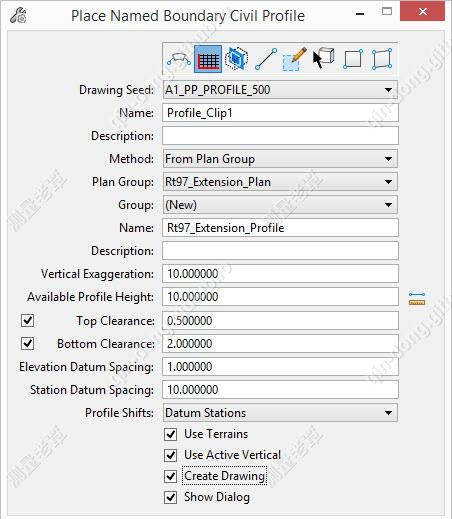 Place Named Boundary Civil Profile
Drawing Seed: A1_PP_PROFILE_500
Name: Profile_Clip1
Description:
Method: From Plan Group
Plan Group: Rt97_Extension_Plan
Group: (New)
Name: Rt97_Extension_Profile
Description:
Vertical Exaggeration: 10.000000
Available Profile Height: 10.000000
Top Clearance: 0.500000
Bottom Clearance: 2.000000
Elevation Datum Spacing: 1.000000
Station Datum Spacing: 10.000000
Profile Shifts: Datum Stations
Use Terrains
Use Active Vertical
Create Drawing
Show Dialog